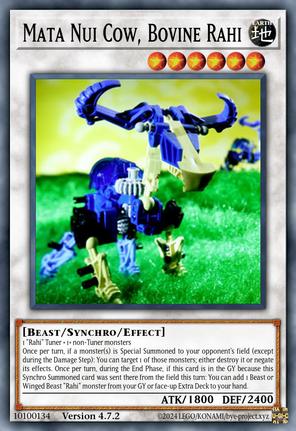 Mata Nui Cow, Bovine Rahi
EARTH
地
[Beast/Synchro/Effect]
1 "Rahi" Tuner + 1+ non-Tuner monsters
Once per turn, if a monster(s) is Special Summoned to your opponent's field (except
during the Damage Step): You can target 1 of those monsters; either destroy it or negate
its effects. Once per turn, during the End Phase, if this card is in the GY because this
Synchro Summoned card was sent there from the field this turn: You can add 1 Beast or
Winged Beast "Rahi" monster from your GY or face-up Extra Deck to your hand.
ATK/1800 DEF/2400
10100134 Version 4.7.2 ©2024 LEGO/KONAMI/bye-project.xyz